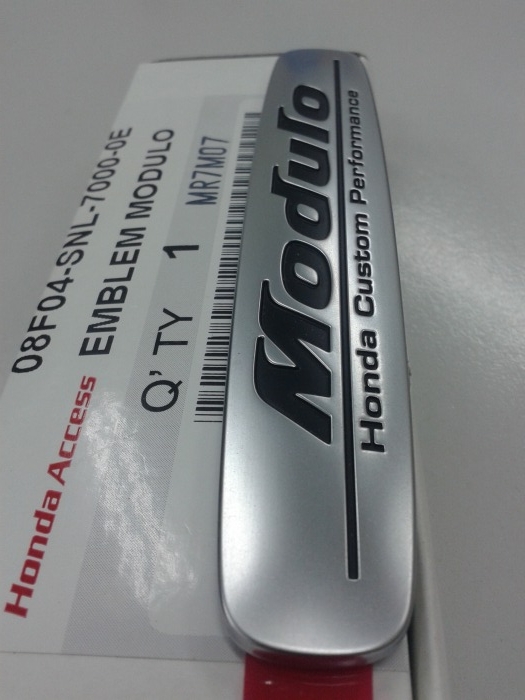 08F04-SNL-7000-0E
Honda Access EMBLEM MODULO
Q'TY 1 MR7M07
Modulo
Honda Custom Performance